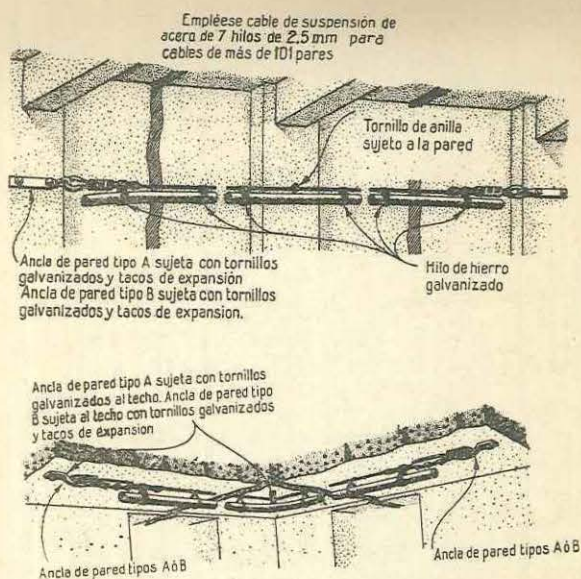 Empléese cable de suspensión de
acero de 7 hilos de 2,5 mm para
cables de más de 101 pares
Tornillo de anilla
sujeto a la pared
Ancla de pared tipo A sujeta con tornillos
galvanizados y tacos de expansión
Ancla de pared tipo B sujeta con tornillos
galvanizados y tacos de expansion.
Hilo de hierro
galvanizado
Ancla de pared tipo A sujeta con tornillos
galvanizados al techo. Ancla de pared tipo
B sujeta al techo con tornillos galvanizados
y tacos de expansion
Ancla de pared tipos A ó B
Ancla de pared tipos A ó B